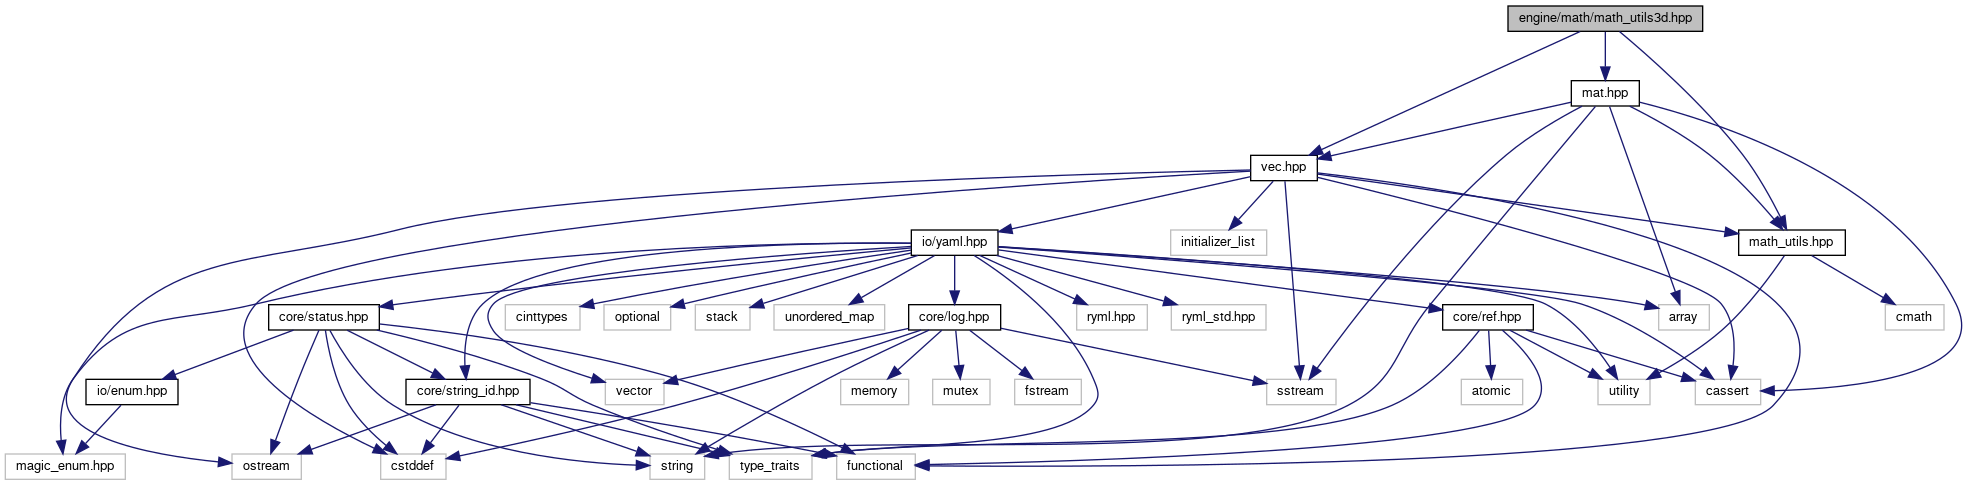 engine/math/math_utils3d.hpp
mat.hpp
vec.hpp
io/yaml.hpp
initializer_list
math_utils.hpp
core/status.hpp
cinttypes
optional
stack
unordered_map
core/log.hpp
ryml.hpp
ryml_std.hpp
core/ref.hpp
array
cmath
io/enum.hpp
core/string_id.hpp
vector
memory
mutex
fstream
sstream
atomic
utility
cassert
magic_enum.hpp
ostream
cstddef
string
type_traits
functional